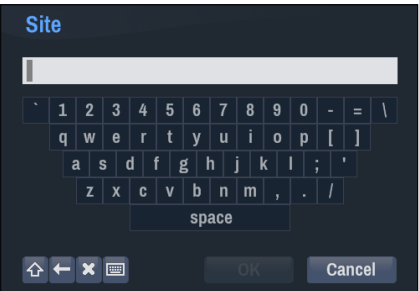 Site
` 1 2 3 4 5 6 7 8 9 0 - = \
q w e r t y u i o p [ ]
a s d f g h j k l ; '
z x c v b n m , . /
space
OK Cancel